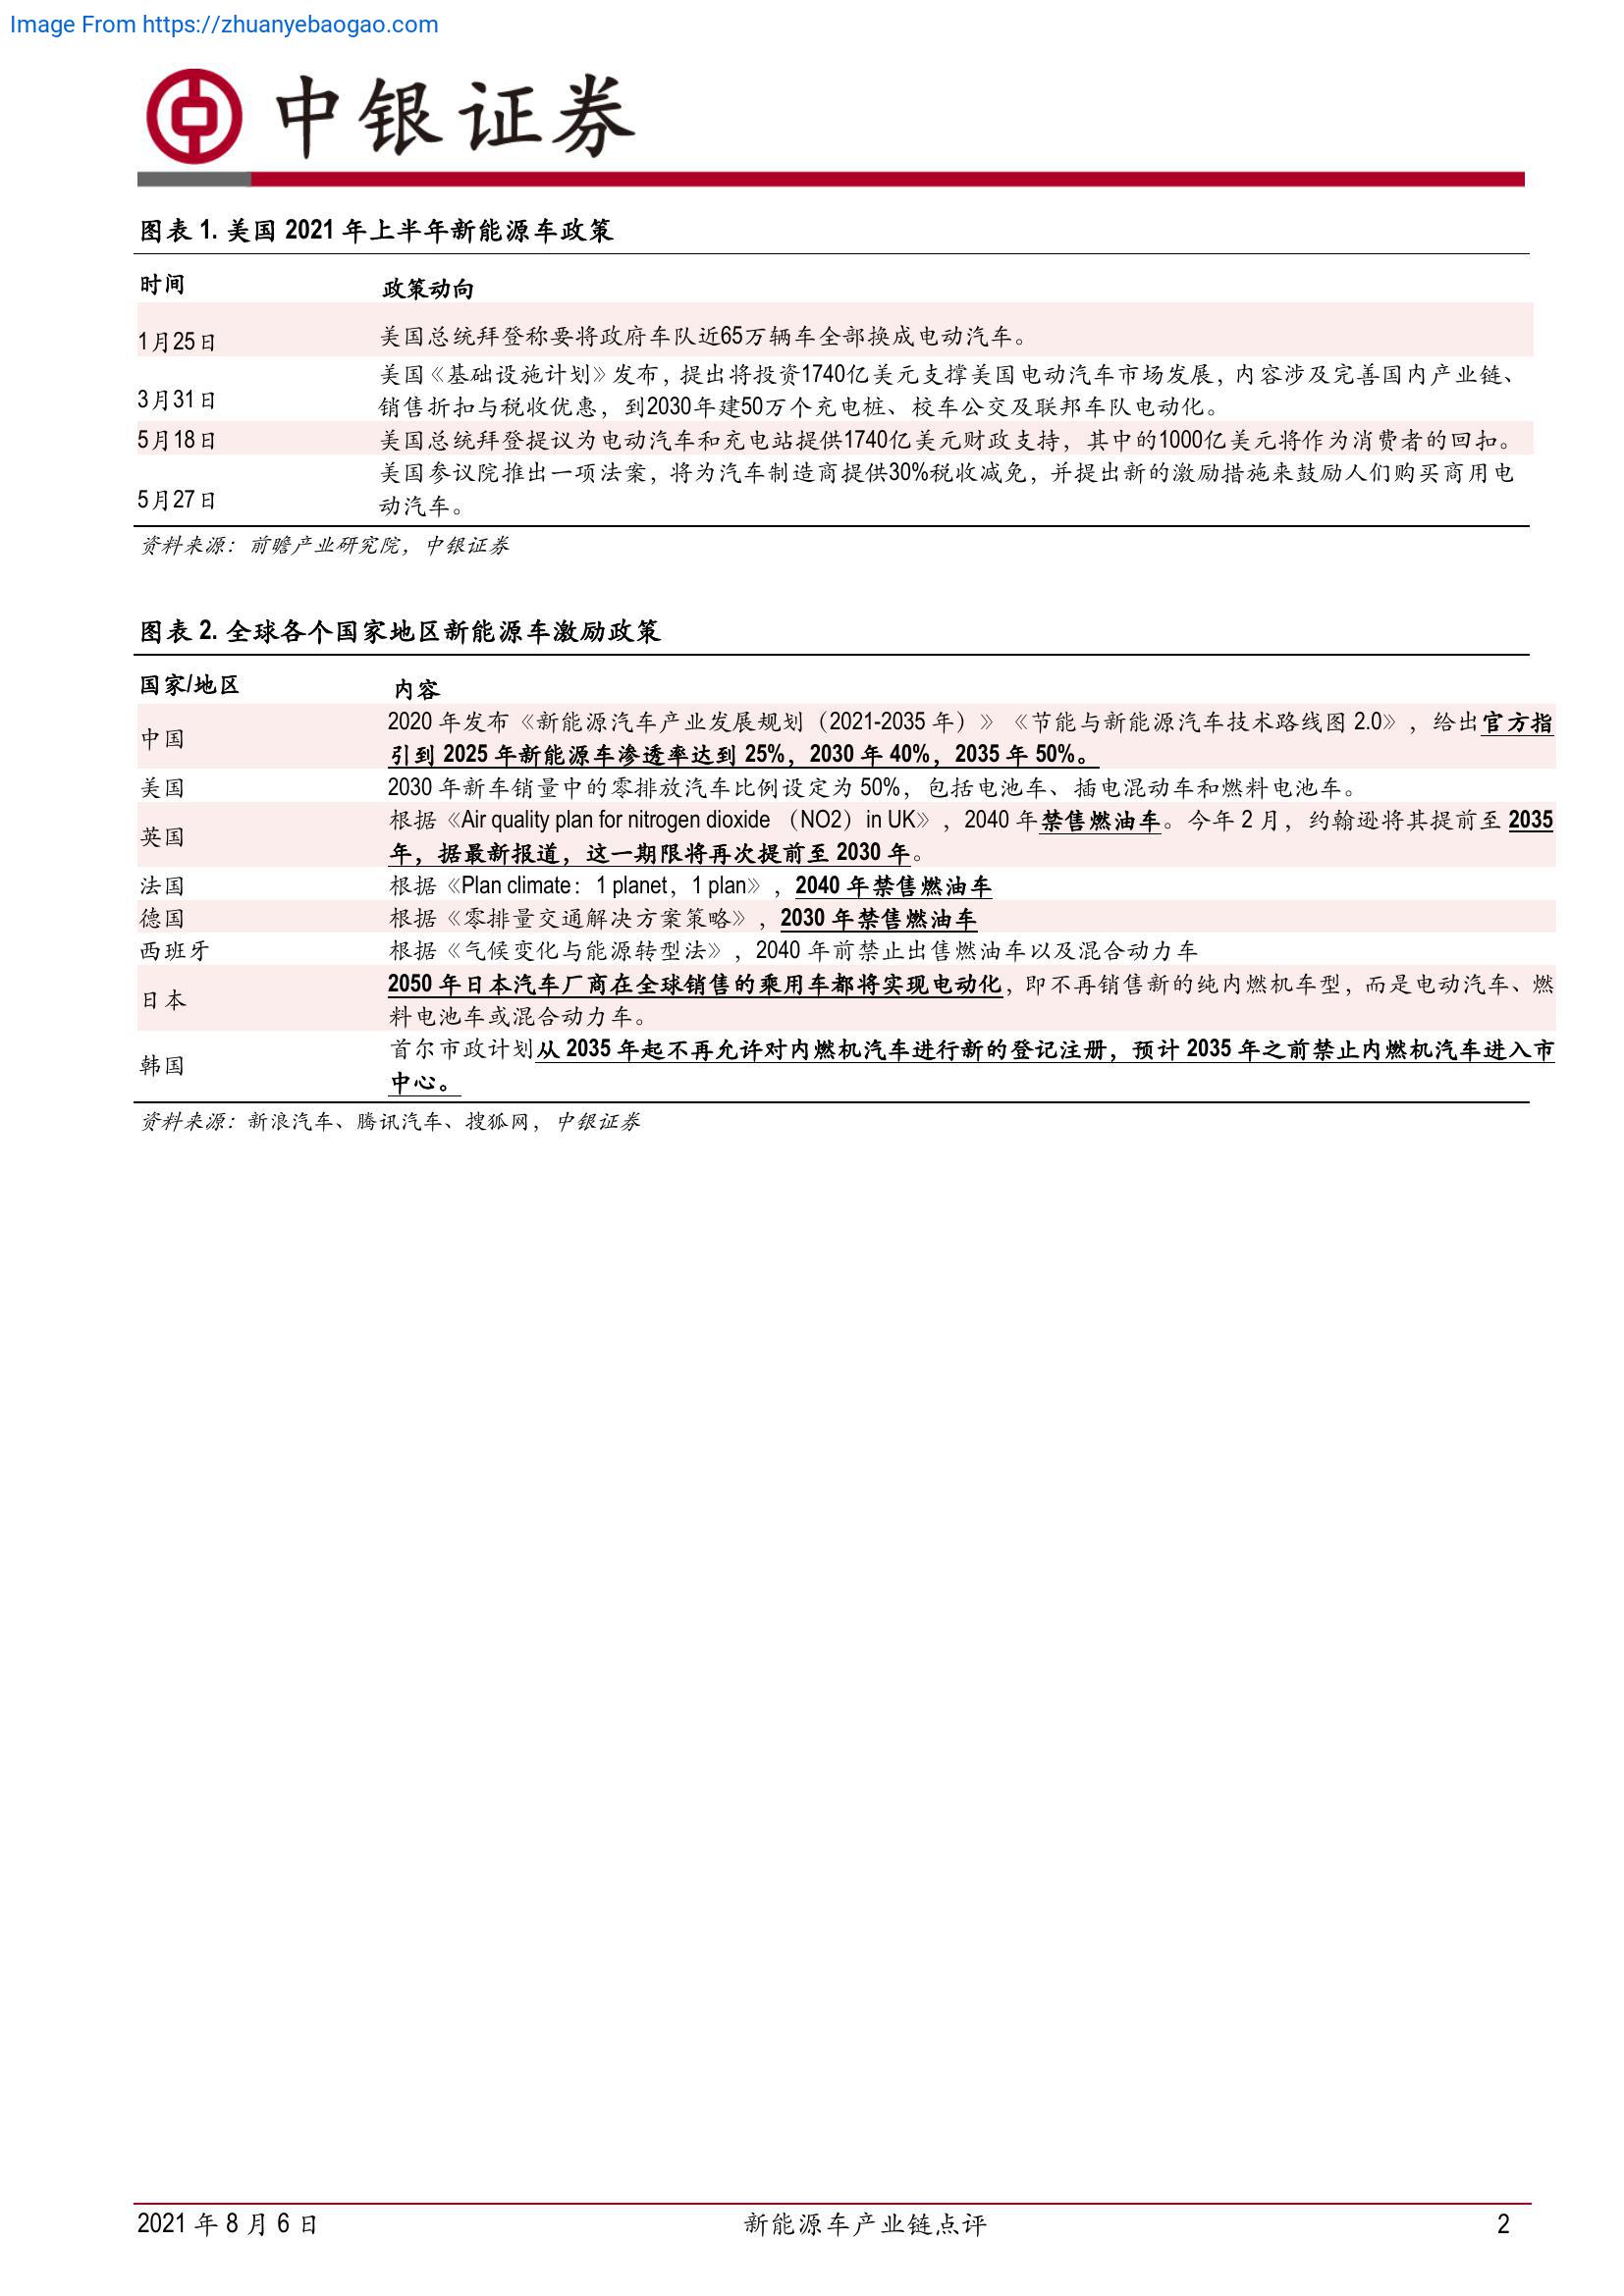 Image From https://zhuanyebaogao.com
中银证券
图表 1. 美国 2021 年上半年新能源车政策
时间 政策动向
1月25日 美国总统拜登称要将政府车队近65万辆车全部换成电动汽车。
3月31日 美国《基础设施计划》发布，提出将投资1740亿美元支撑美国电动汽车市场发展，内容涉及完善国内产业链、
销售折扣与税收优惠，到2030年建50万个充电桩、校车公交及联邦车队电动化。
5月18日 美国总统拜登提议为电动汽车和充电站提供1740亿美元财政支持，其中的1000亿美元将作为消费者的回扣。
5月27日 美国参议院推出一项法案，将为汽车制造商提供30%税收减免，并提出新的激励措施来鼓励人们购买商用电
动汽车。
资料来源：前瞻产业研究院，中银证券
图表 2. 全球各个国家地区新能源车激励政策
国家/地区 内容
中国 2020 年发布《新能源汽车产业发展规划（2021-2035 年）》《节能与新能源汽车技术路线图 2.0》，给出官方指
引到 2025 年新能源车渗透率达到 25%，2030 年 40%，2035 年 50%。
美国 2030 年新车销量中的零排放汽车比例设定为 50%，包括电池车、插电混动车和燃料电池车。
英国 根据《Air quality plan for nitrogen dioxide （NO2）in UK》，2040 年禁售燃油车。今年 2 月，约翰逊将其提前至 2035
年，据最新报道，这一期限将再次提前至 2030 年。
法国 根据《Plan climate：1 planet，1 plan》，2040 年禁售燃油车
德国 根据《零排量交通解决方案策略》，2030 年禁售燃油车
西班牙 根据《气候变化与能源转型法》，2040 年前禁止出售燃油车以及混合动力车
日本 2050 年日本汽车厂商在全球销售的乘用车都将实现电动化，即不再销售新的纯内燃机车型，而是电动汽车、燃
料电池车或混合动力车。
韩国 首尔市政计划从 2035 年起不再允许对内燃机汽车进行新的登记注册，预计 2035 年之前禁止内燃机汽车进入市
中心。
资料来源：新浪汽车、腾讯汽车、搜狐网，中银证券
2021 年 8 月 6 日 新能源车产业链点评 2